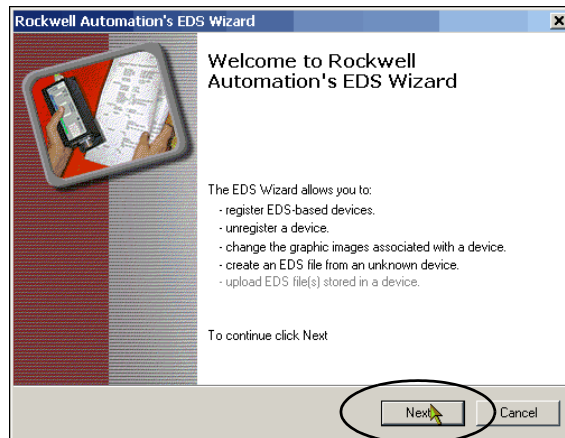 Rockwell Automation's EDS Wizard
Welcome to Rockwell
Automation's EDS Wizard
The EDS Wizard allows you to:
- register EDS-based devices.
- unregister a device.
- change the graphic images associated with a device.
- create an EDS file from an unknown device.
- upload EDS file(s) stored in a device.
To continue click Next
Next
Cancel